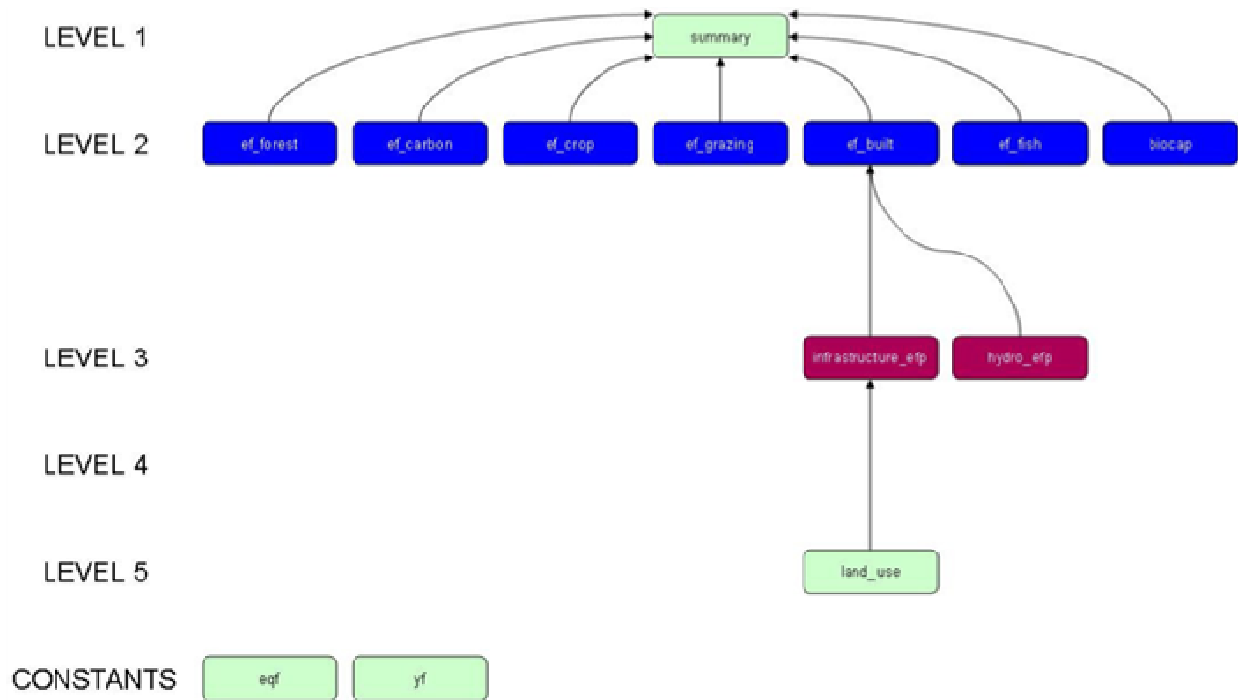 LEVEL 1
summary
LEVEL 2
ef_forest
ef_carbon
ef_crop
ef_grazing
ef_built
ef_fish
biocap
LEVEL 3
infrastructure_efp
hydro_efp
LEVEL 4
LEVEL 5
land_use
CONSTANTS
eqf
yf